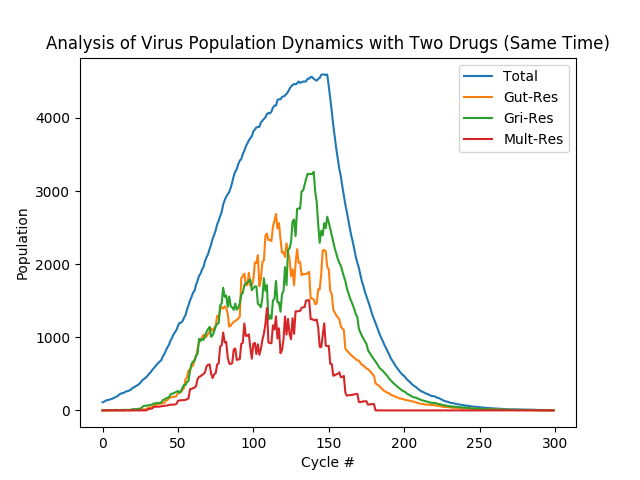 Analysis of Virus Population Dynamics with Two Drugs (Same Time)
Total
Gut-Res
Gri-Res
Mult-Res
Population
4000
3000
2000
1000
0
0 50 100 150 200 250 300
Cycle #